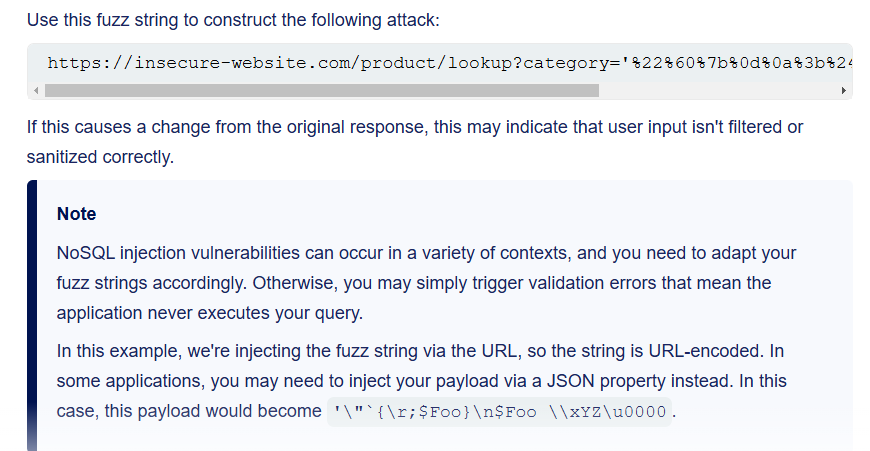 Use this fuzz string to construct the following attack:
https://insecure-website.com/product/lookup?category='%22%60%7b%0d%0a%3b%24
If this causes a change from the original response, this may indicate that user input isn't filtered or
sanitized correctly.
Note
NoSQL injection vulnerabilities can occur in a variety of contexts, and you need to adapt your
fuzz strings accordingly. Otherwise, you may simply trigger validation errors that mean the
application never executes your query.
In this example, we're injecting the fuzz string via the URL, so the string is URL-encoded. In
some applications, you may need to inject your payload via a JSON property instead. In this
case, this payload would become '\"`{\r;$Foo}\n$Foo \\xYZ\u0000.